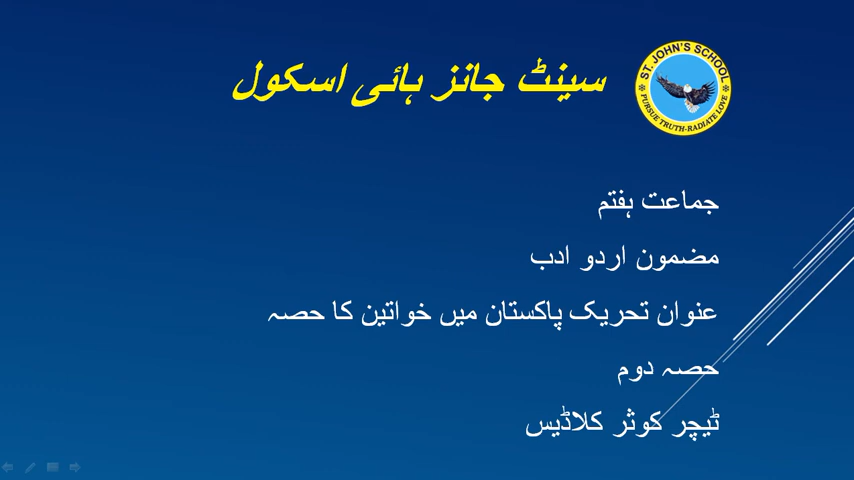 سینٹ جانز ہائی اسکول
ST. JOHN'S SCHOOL
PURSUE TRUTH-RADIATE LOVE
جماعت ہفتم
مضمون اردو ادب
عنوان تحریک پاکستان میں خواتین کا حصہ
حصہ دوم
ٹیچر کوثر کلاڈیس